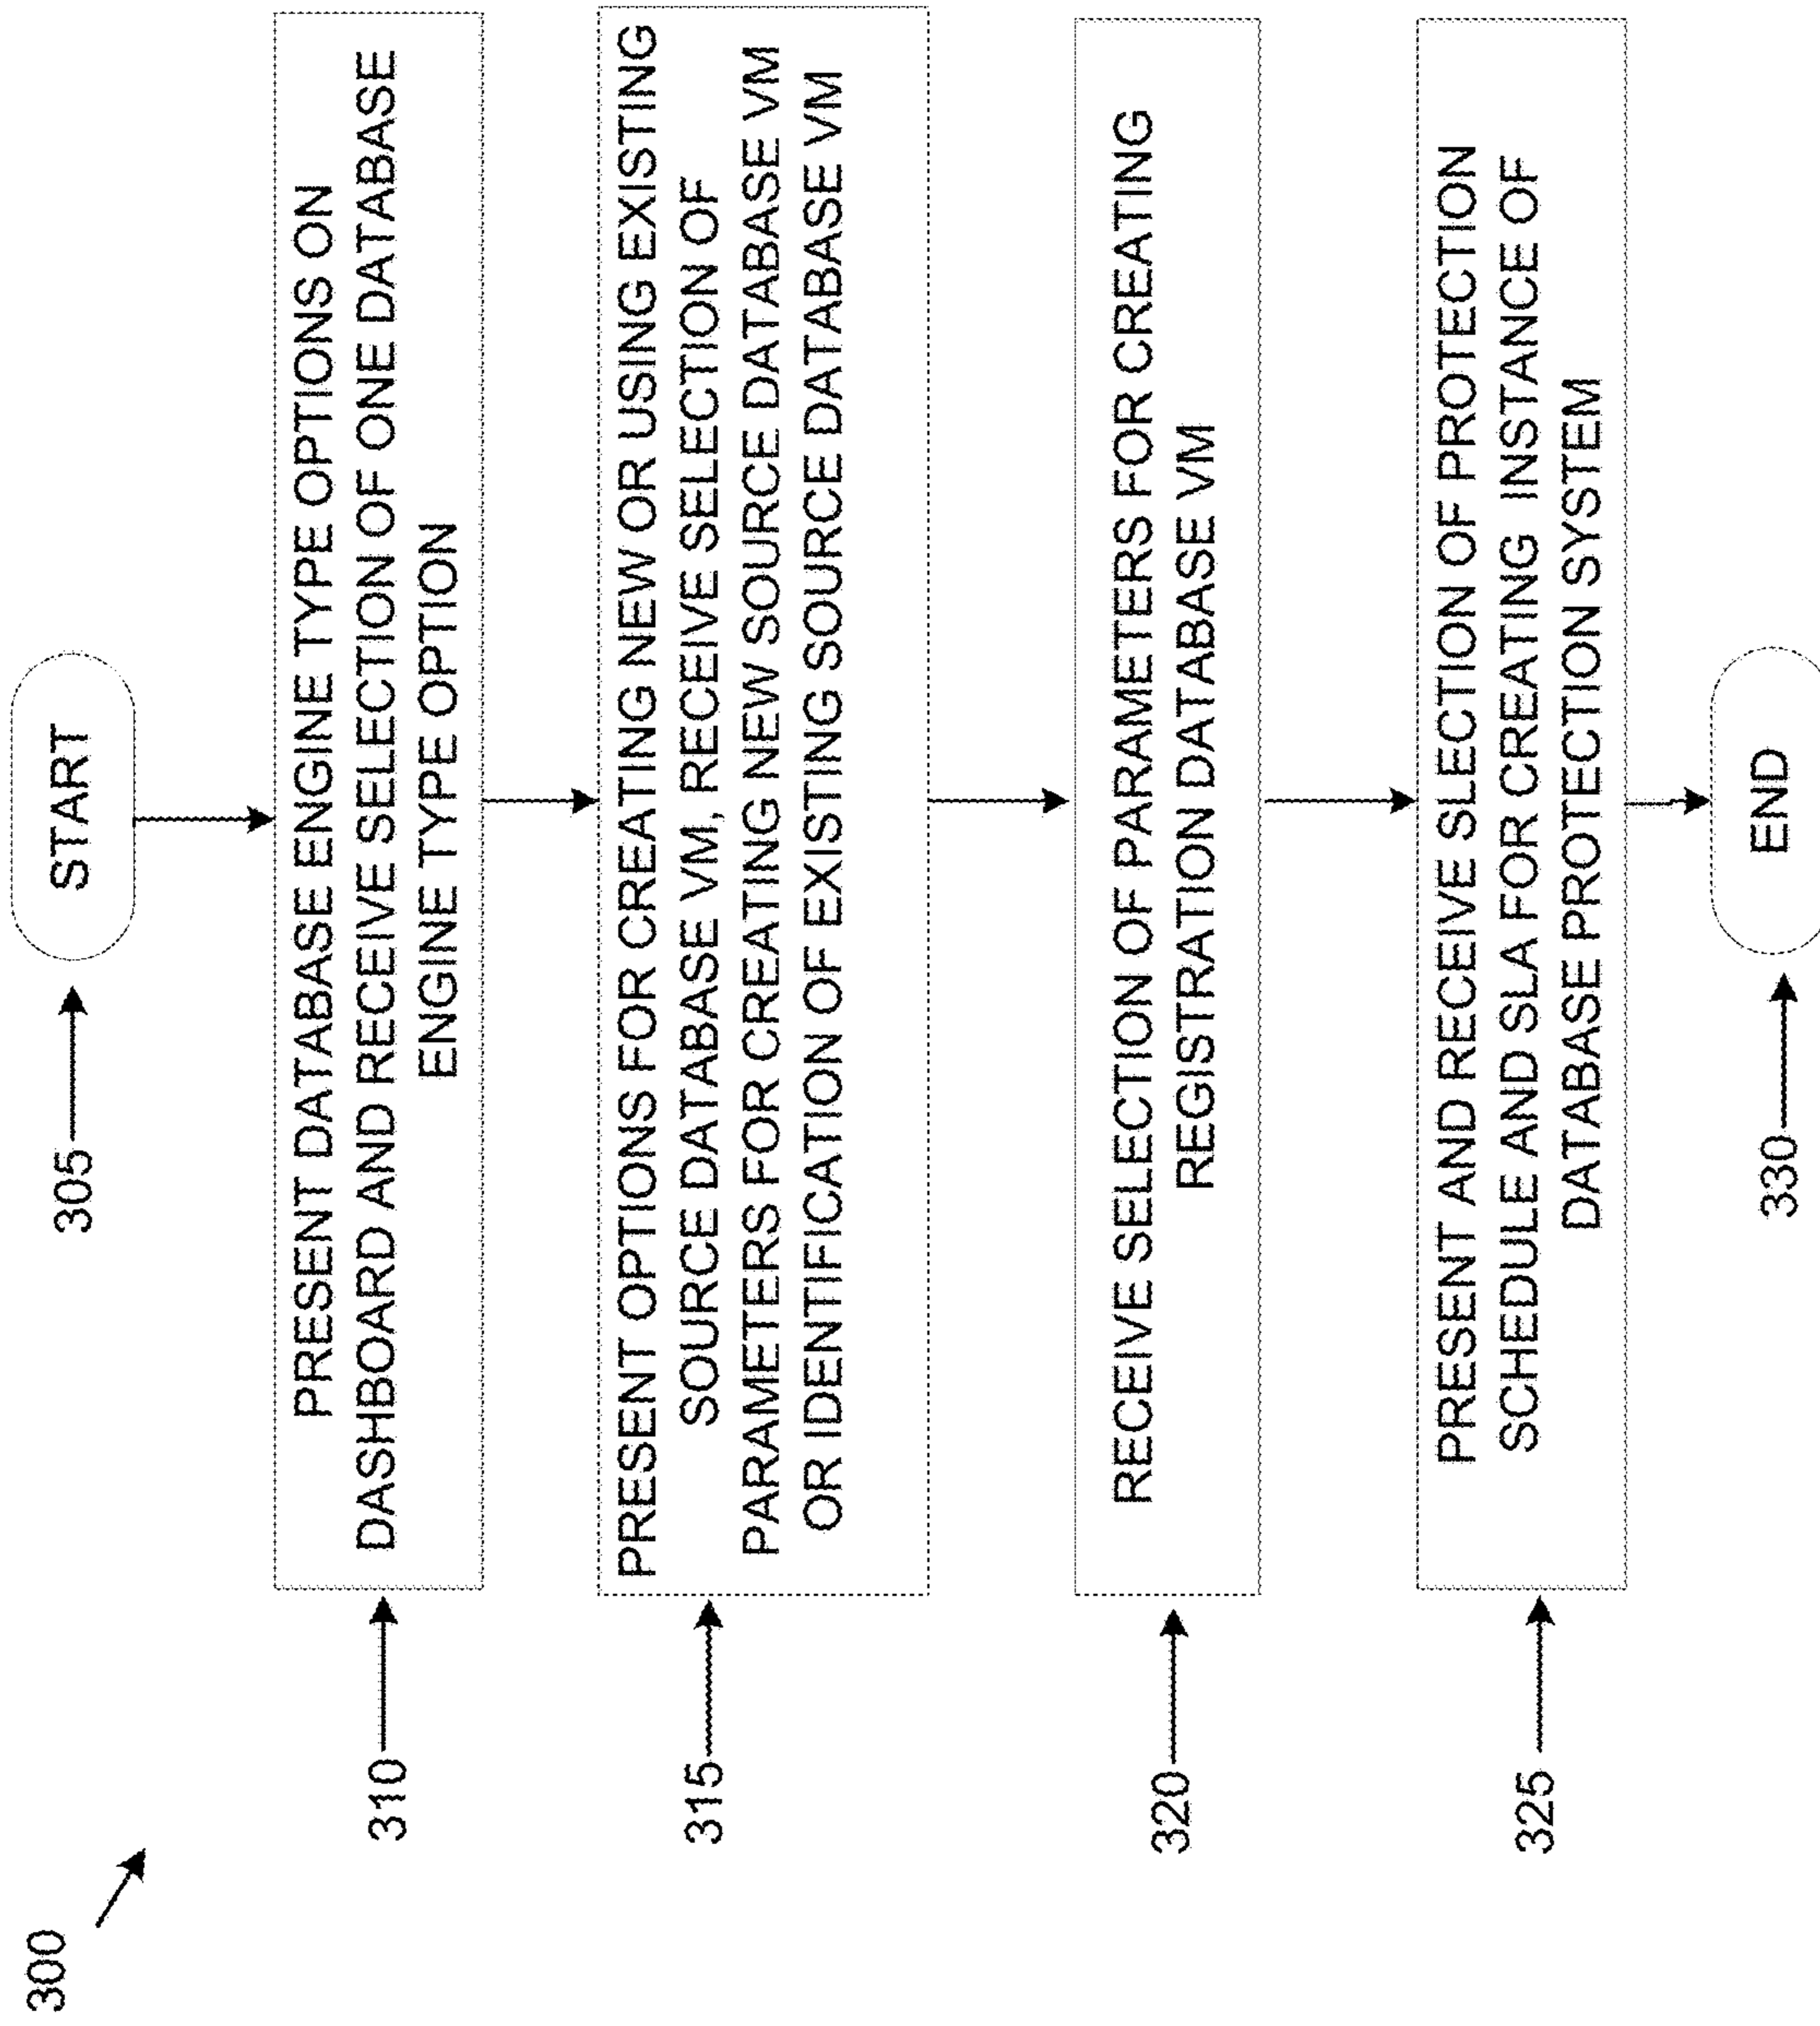 300
305
START
310
PRESENT DATABASE ENGINE TYPE OPTIONS ON
DASHBOARD AND RECEIVE SELECTION OF ONE DATABASE
ENGINE TYPE OPTION
315
PRESENT OPTIONS FOR CREATING NEW OR USING EXISTING
SOURCE DATABASE VM, RECEIVE SELECTION OF
PARAMETERS FOR CREATING NEW SOURCE DATABASE VM
OR IDENTIFICATION OF EXISTING SOURCE DATABASE VM
320
RECEIVE SELECTION OF PARAMETERS FOR CREATING
REGISTRATION DATABASE VM
325
PRESENT AND RECEIVE SELECTION OF PROTECTION
SCHEDULE AND SLA FOR CREATING INSTANCE OF
DATABASE PROTECTION SYSTEM
330
END